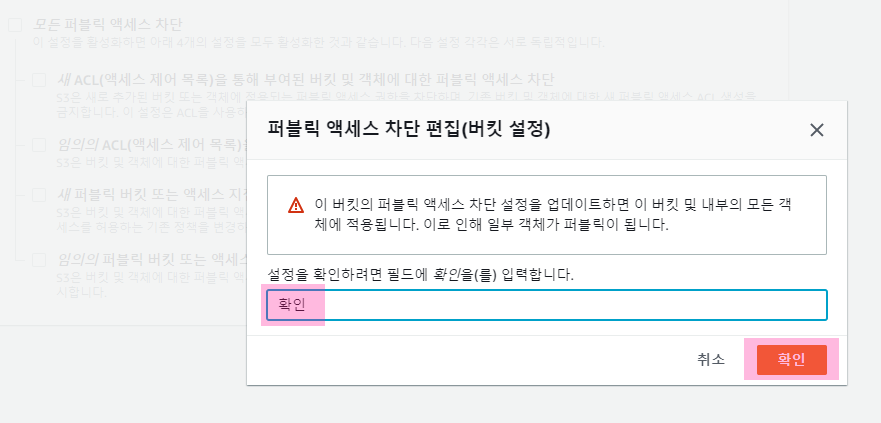 모든 퍼블릭 액세스 차단
이 설정을 활성화하면 아래 4개의 설정을 모두 활성화한 것과 같습니다. 다음 설정 각각은 서로 독립적입니다.
새 ACL(액세스 제어 목록)을 통해 부여된 버킷 및 객체에 대한 퍼블릭 액세스 차단
S3은 새로 추가된 버킷 또는 객체에 적용되는 퍼블릭 액세스 권한을 차단하며, 기존 버킷 및 객체에 대한 새 퍼블릭 액세스 ACL 생성을
금지합니다. 이 설정은 ACL을 사용하
임의의 ACL(액세스 제어 목록)을
S3은 버킷 및 객체에 대한 퍼블릭 액
새 퍼블릭 버킷 또는 액세스 지점
S3은 버킷 및 객체에 대한 퍼블릭 액세
세스를 허용하는 기존 정책을 변경하
임의의 퍼블릭 버킷 또는 액세스
S3은 버킷 및 객체에 대한 퍼블릭 액세
시합니다.
퍼블릭 액세스 차단 편집(버킷 설정)
이 버킷의 퍼블릭 액세스 차단 설정을 업데이트하면 이 버킷 및 내부의 모든 객
체에 적용됩니다. 이로 인해 일부 객체가 퍼블릭이 됩니다.
설정을 확인하려면 필드에 확인을(를) 입력합니다.
확인
취소
확인